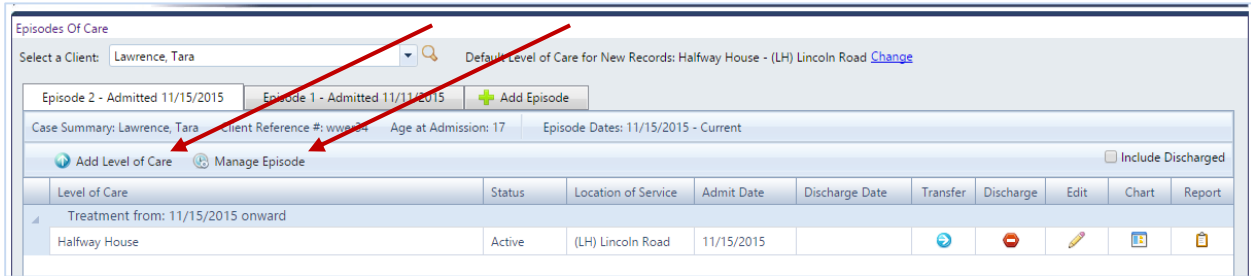 Episodes Of Care
Select a Client: Lawrence, Tara Default Level of Care for New Records: Halfway House - (LH) Lincoln Road Change
Episode 2 - Admitted 11/15/2015 Episode 1 - Admitted 11/11/2015 Add Episode
Case Summary: Lawrence, Tara Client Reference #: Age at Admission: 17 Episode Dates: 11/15/2015 - Current
Add Level of Care Manage Episode Include Discharged
Level of Care Status Location of Service Admit Date Discharge Date Transfer Discharge Edit Chart Report
Treatment from: 11/15/2015 onward
Halfway House Active (LH) Lincoln Road 11/15/2015